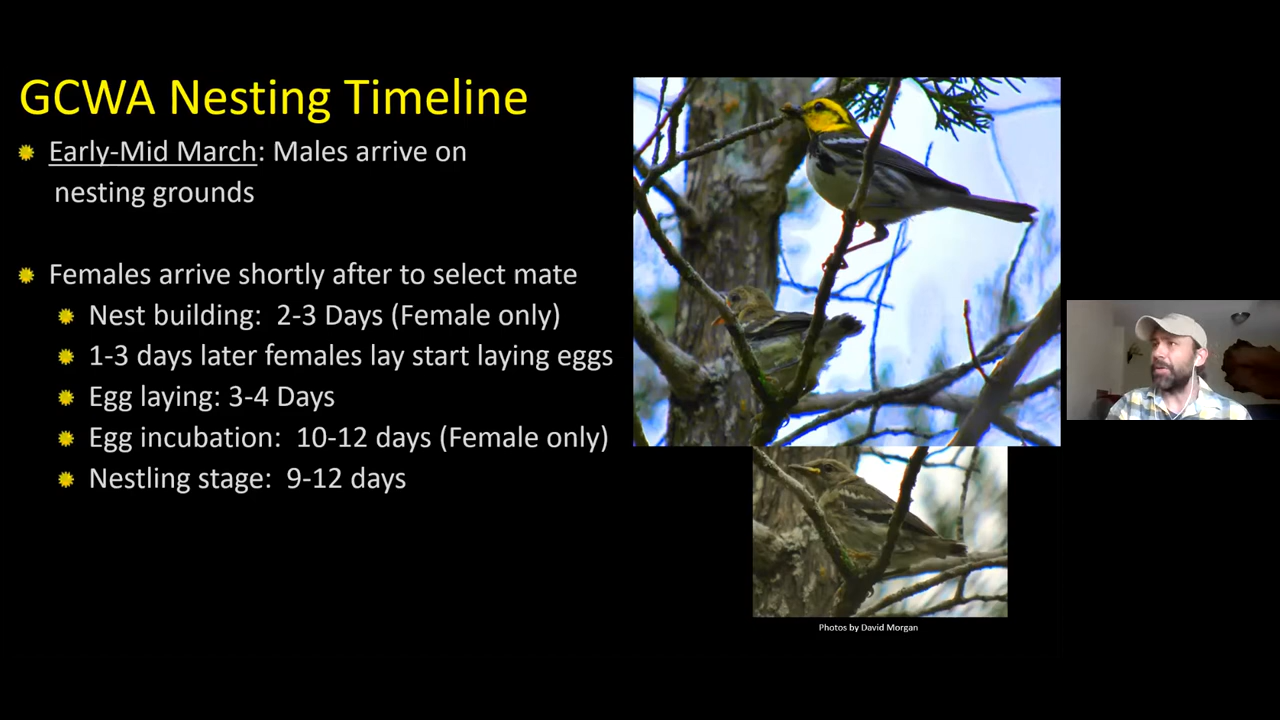 GCWA Nesting Timeline
Early-Mid March: Males arrive on
nesting grounds
Females arrive shortly after to select mate
Nest building: 2-3 Days (Female only)
1-3 days later females lay start laying eggs
Egg laying: 3-4 Days
Egg incubation: 10-12 days (Female only)
Nestling stage: 9-12 days
Photos by David Morgan